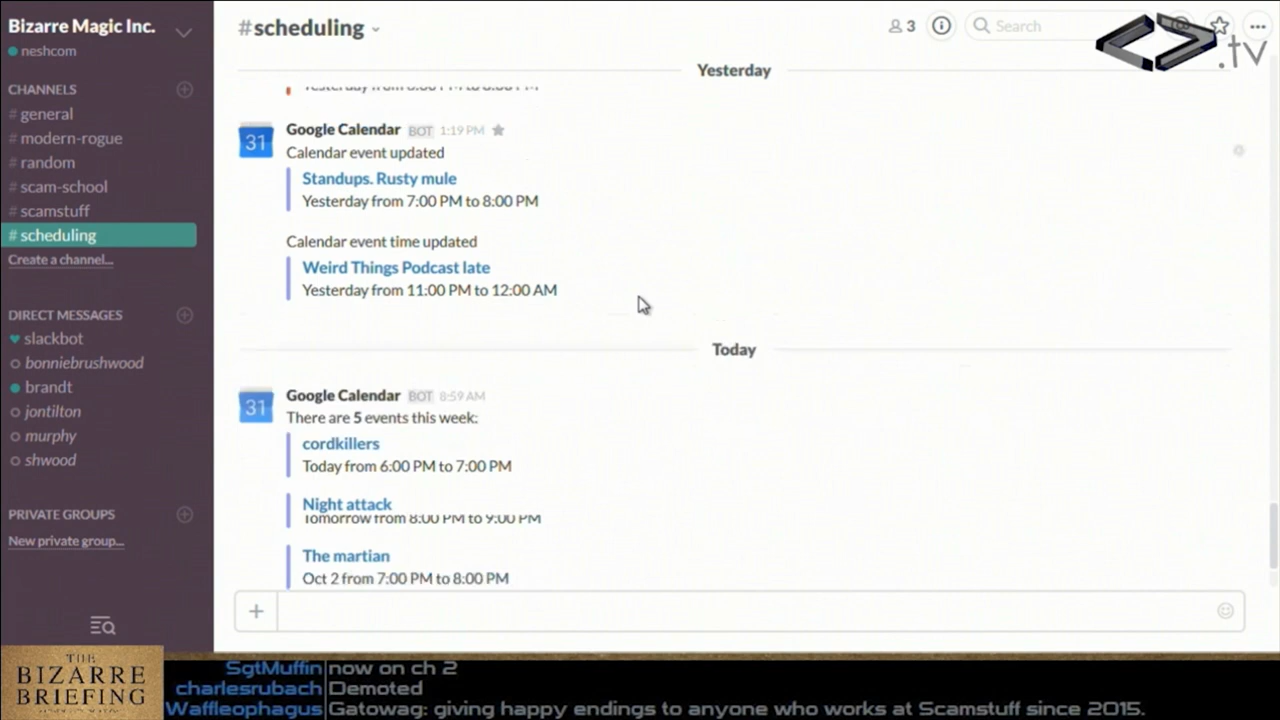 Bizarre Magic Inc.
neshcom
CHANNELS
# general
# modern-rogue
# random
# scam-school
# scamstuff
# scheduling
Create a channel...
DIRECT MESSAGES
slackbot
bonniebrushwood
brandt
jontilton
murphy
shwood
PRIVATE GROUPS
New private group...
#scheduling
3
Search
.tv
Yesterday
Google Calendar BOT 1:19 PM
31
Calendar event updated
Standups. Rusty mule
Yesterday from 7:00 PM to 8:00 PM
Calendar event time updated
Weird Things Podcast late
Yesterday from 11:00 PM to 12:00 AM
Today
Google Calendar BOT 8:59 AM
31
There are 5 events this week:
cordkillers
Today from 6:00 PM to 7:00 PM
Night attack
Tomorrow from 8:00 PM to 9:00 PM
The martian
Oct 2 from 7:00 PM to 8:00 PM
THE
BIZARRE
BRIEFING
SgtMuffin now on ch 2
charlesrubach Demoted
Waffleophagus Gatowag: giving happy endings to anyone who works at Scamstuff since 2015.